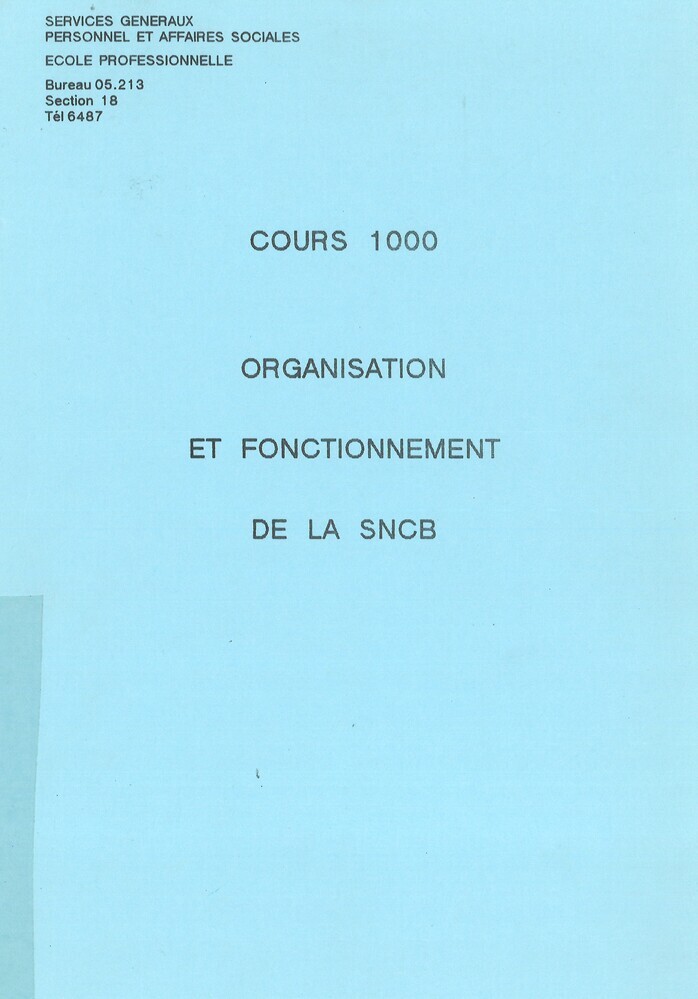 SERVICES GENERAUX
PERSONNEL ET AFFAIRES SOCIALES
ECOLE PROFESSIONNELLE
Bureau 05.213
Section 18
Tél 6487
COURS 1000
ORGANISATION
ET FONCTIONNEMENT
DE LA SNCB